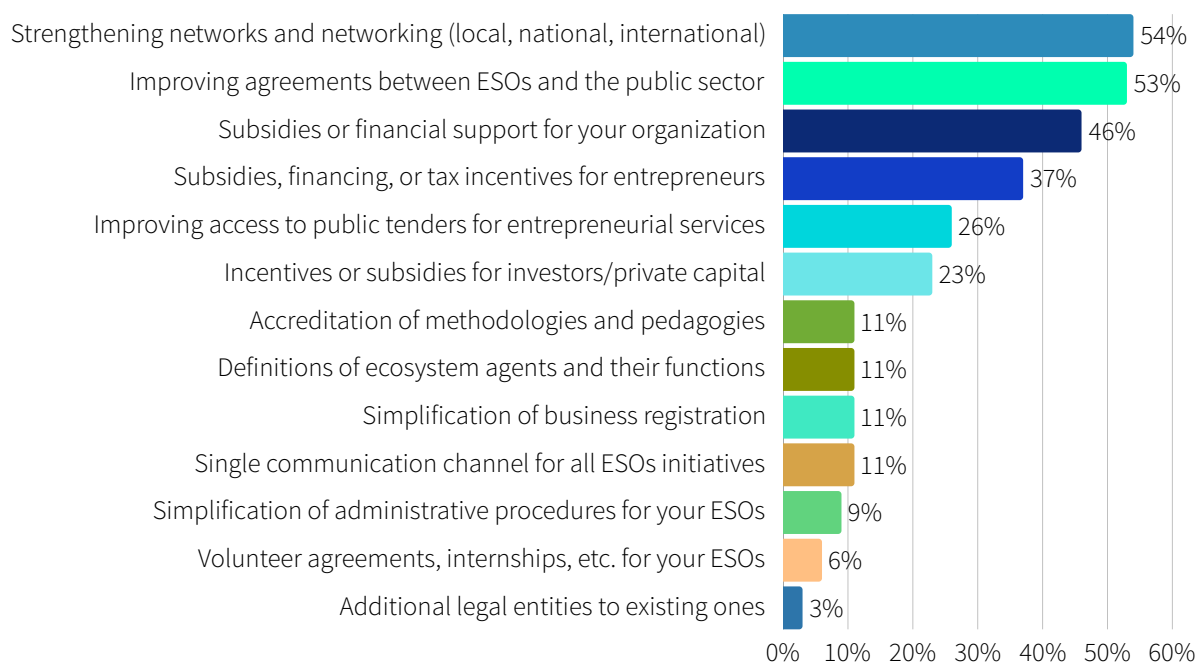 Strengthening networks and networking (local, national, international) 54%
Improving agreements between ESOs and the public sector 53%
Subsidies or financial support for your organization 46%
Subsidies, financing, or tax incentives for entrepreneurs 37%
Improving access to public tenders for entrepreneurial services 26%
Incentives or subsidies for investors/private capital 23%
Accreditation of methodologies and pedagogies 11%
Definitions of ecosystem agents and their functions 11%
Simplification of business registration 11%
Single communication channel for all ESOs initiatives 11%
Simplification of administrative procedures for your ESOs 9%
Volunteer agreements, internships, etc. for your ESOs 6%
Additional legal entities to existing ones 3%
0% 10% 20% 30% 40% 50% 60%